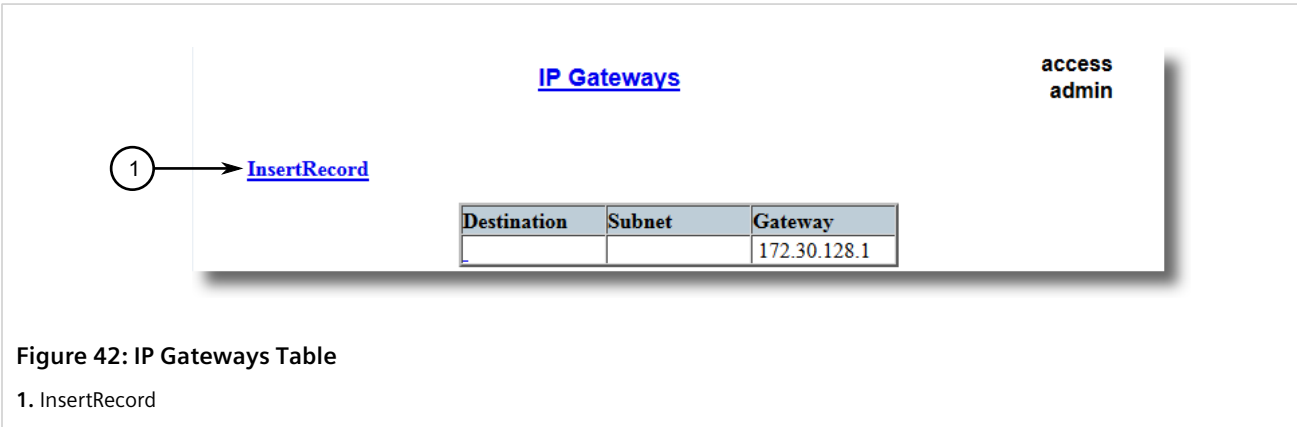 IP Gateways
access
admin
1
InsertRecord
Destination Subnet Gateway
172.30.128.1
Figure 42: IP Gateways Table
1. InsertRecord